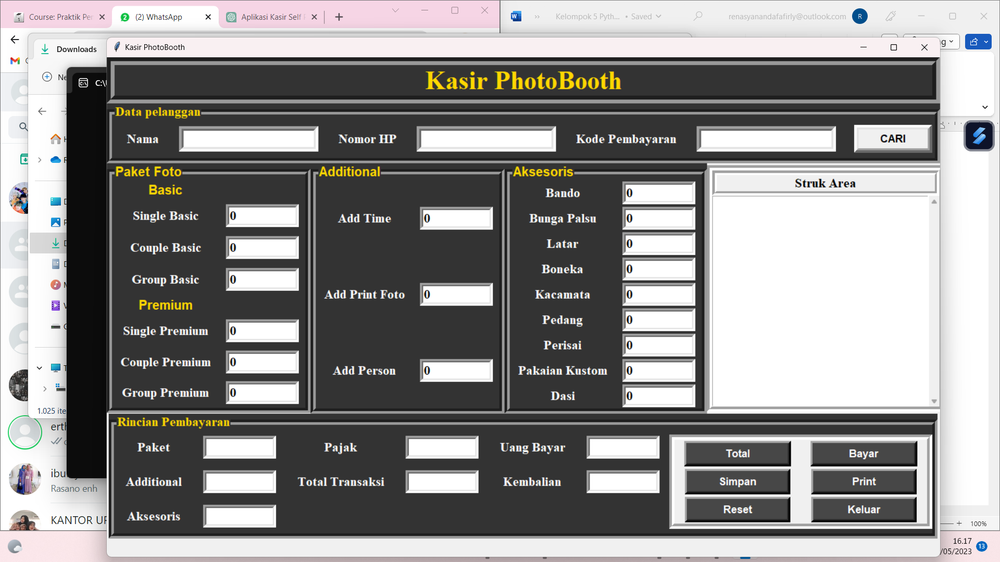 Course: Praktik Per
(2) WhatsApp
Aplikasi Kasir Self
Kelompok 5 Pyth... • Saved
renasyanandafafirly@outlook.com
R
Downloads
Kasir PhotoBooth
Ne
C:\
Kasir PhotoBooth
Data pelanggan
Nama
Nomor HP
Kode Pembayaran
CARI
Paket Foto
Additional
Aksesoris
Struk Area
Basic
Single Basic
0
Couple Basic
0
Group Basic
0
Premium
Single Premium
0
Couple Premium
0
Group Premium
0
Add Time
0
Add Print Foto
0
Add Person
0
Bando
0
Bunga Palsu
0
Latar
0
Boneka
0
Kacamata
0
Pedang
0
Perisai
0
Pakaian Kustom
0
Dasi
0
1.025 ite
Rincian Pembayaran
Paket
Pajak
Uang Bayar
Additional
Total Transaksi
Kembalian
Aksesoris
Total
Bayar
Simpan
Print
Reset
Keluar
erth
ibu
Rasano enh
KANTOR UP
100%
16.17
/05/2023
13